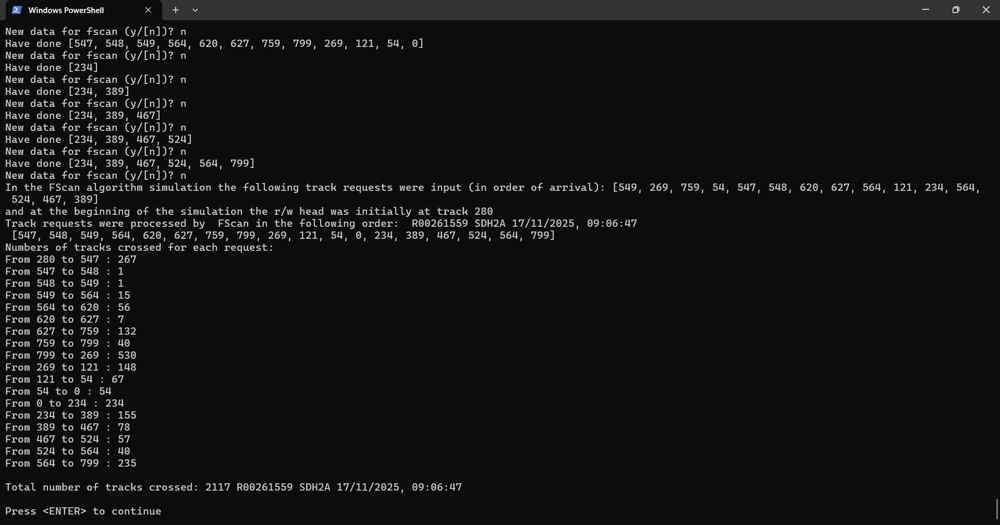 Windows PowerShell
New data for fscan (y/[n])? n
Have done [547, 548, 549, 564, 620, 627, 759, 799, 269, 121, 54, 0]
New data for fscan (y/[n])? n
Have done [234]
New data for fscan (y/[n])? n
Have done [234, 389]
New data for fscan (y/[n])? n
Have done [234, 389, 467]
New data for fscan (y/[n])? n
Have done [234, 389, 467, 524]
New data for fscan (y/[n])? n
Have done [234, 389, 467, 524, 564, 799]
New data for fscan (y/[n])? n
In the FScan algorithm simulation the following track requests were input (in order of arrival): [549, 269, 759, 54, 547, 548, 620, 627, 564, 121, 234, 564,
 524, 467, 389]
and at the beginning of the simulation the r/w head was initially at track 280
Track requests were processed by  FScan in the following order:  R00261559 SDH2A 17/11/2025, 09:06:47
 [547, 548, 549, 564, 620, 627, 759, 799, 269, 121, 54, 0, 234, 389, 467, 524, 564, 799]
Numbers of tracks crossed for each request:
From 280 to 547 : 267
From 547 to 548 : 1
From 548 to 549 : 1
From 549 to 564 : 15
From 564 to 620 : 56
From 620 to 627 : 7
From 627 to 759 : 132
From 759 to 799 : 40
From 799 to 269 : 530
From 269 to 121 : 148
From 121 to 54 : 67
From 54 to 0 : 54
From 0 to 234 : 234
From 234 to 389 : 155
From 389 to 467 : 78
From 467 to 524 : 57
From 524 to 564 : 40
From 564 to 799 : 235
Total number of tracks crossed: 2117 R00261559 SDH2A 17/11/2025, 09:06:47
Press <ENTER> to continue